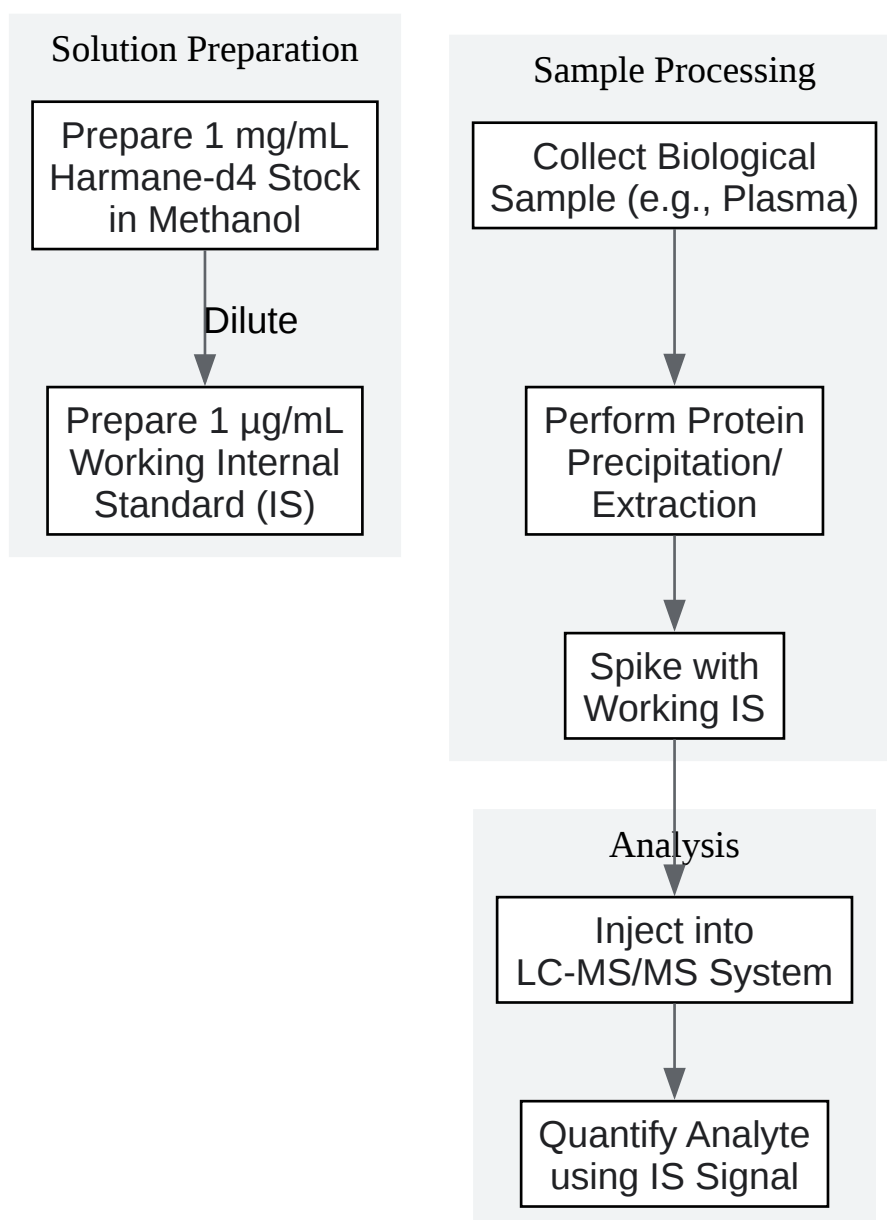 Solution Preparation
Prepare 1 mg/mL
Harmane-d4 Stock
in Methanol
Dilute
Prepare 1 µg/mL
Working Internal
Standard (IS)
Sample Processing
Collect Biological
Sample (e.g., Plasma)
Perform Protein
Precipitation/
Extraction
Spike with
Working IS
Analysis
Inject into
LC-MS/MS System
Quantify Analyte
using IS Signal